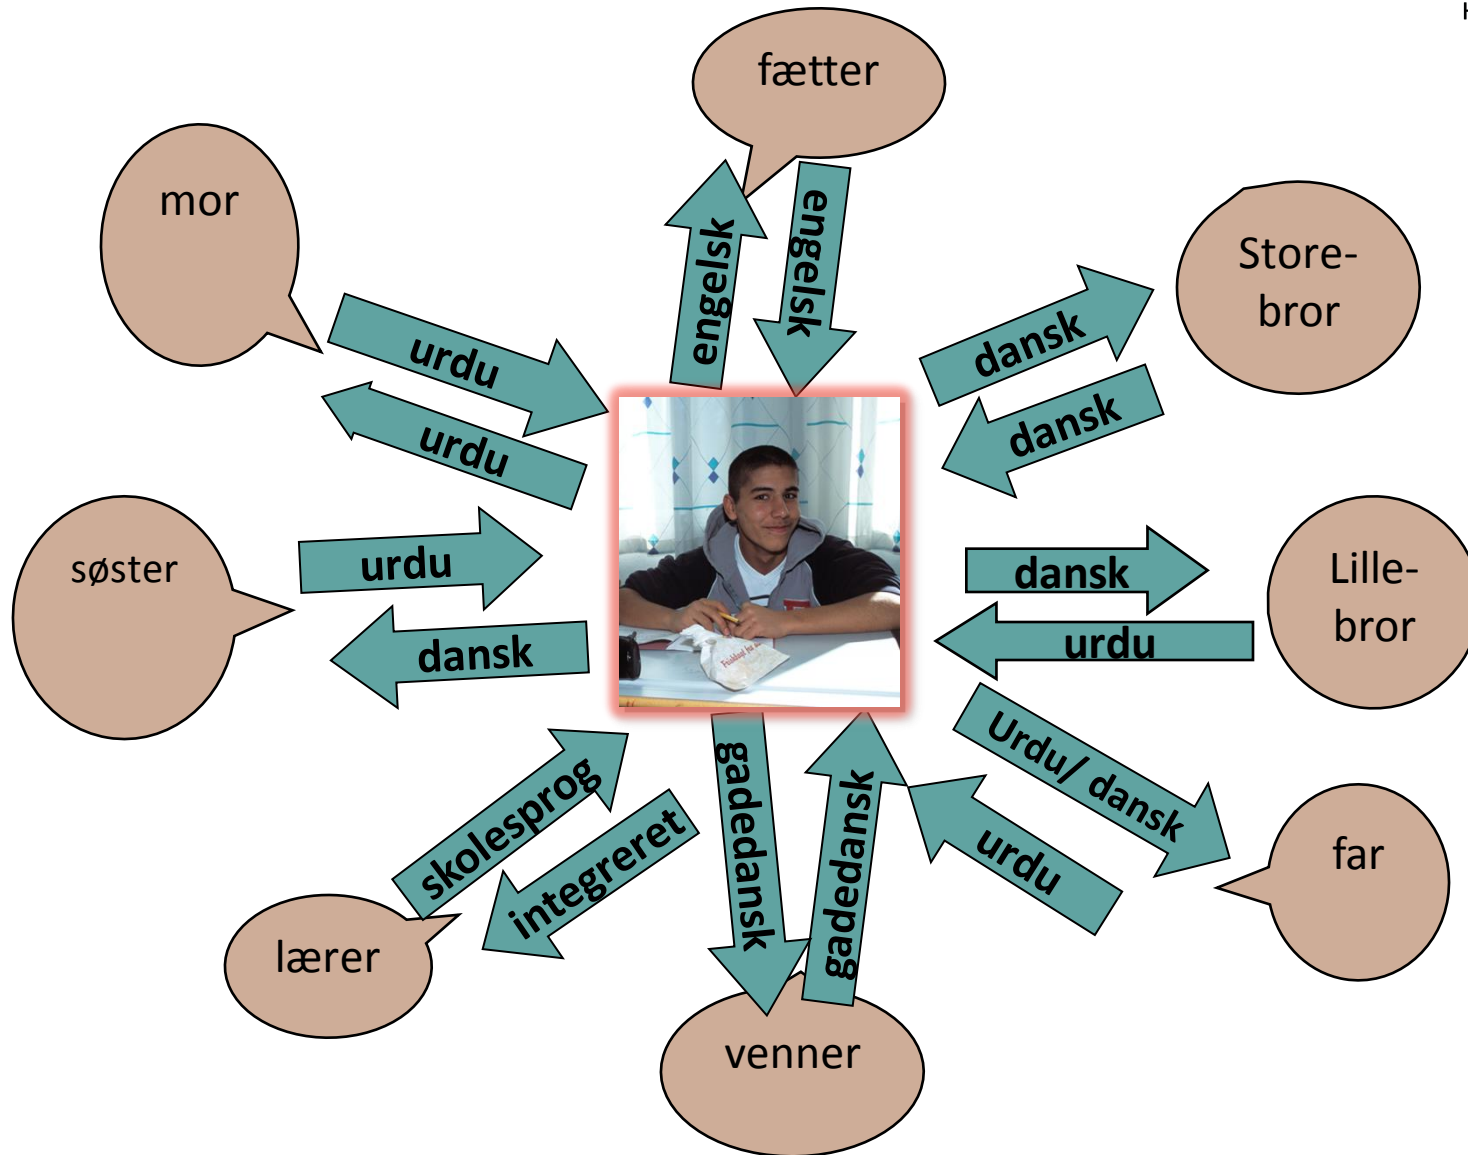 fætter
mor
Store-
bror
engelsk
engelsk
dansk
dansk
urdu
urdu
søster
urdu
dansk
dansk
urdu
Lille-
bror
Urdu/ dansk
urdu
far
skolesprog
integreret
lærer
gadedansk
gadedansk
venner